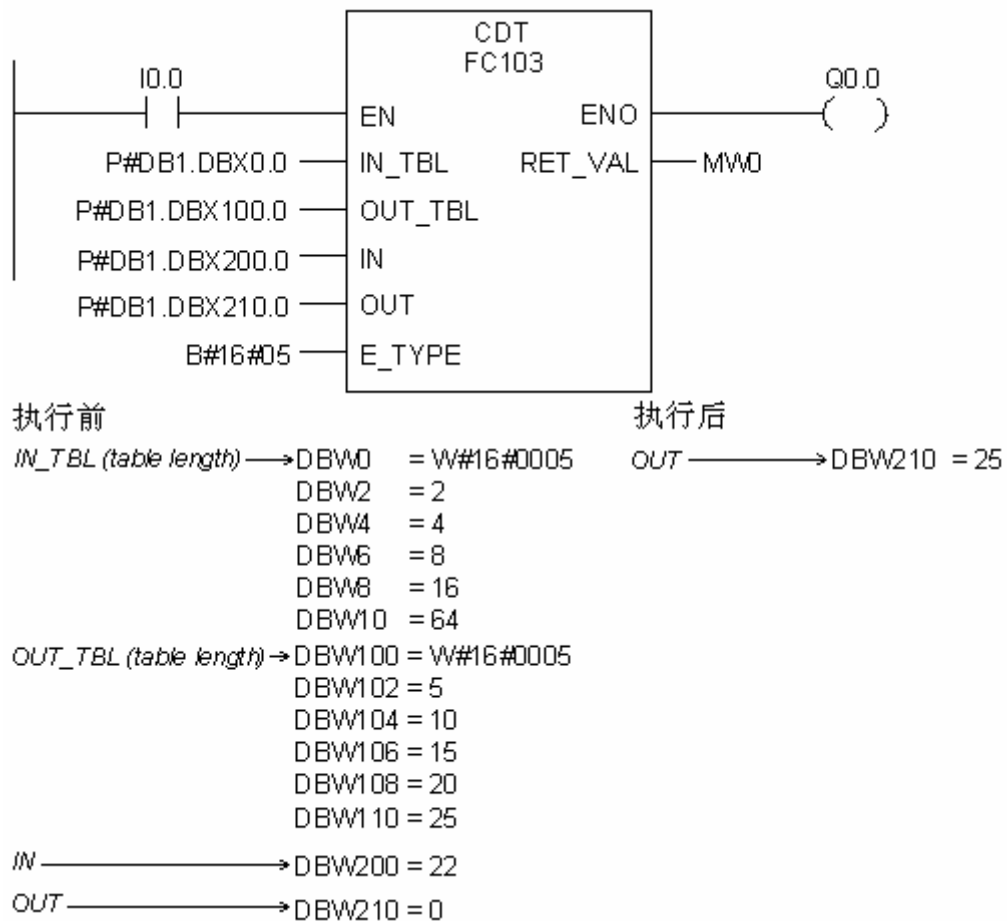 CDT
FC103
I0.0
Q0.0
EN
ENO
P#DB1.DBX0.0
IN_TBL
RET_VAL
MW0
P#DB1.DBX100.0
OUT_TBL
P#DB1.DBX200.0
IN
P#DB1.DBX210.0
OUT
B#16#05
E_TYPE
执行前
执行后
IN_TBL (table length) DBW0 = W#16#0005
OUT DBW210 = 25
DBW2 = 2
DBW4 = 4
DBW6 = 8
DBW8 = 16
DBW10 = 64
OUT_TBL (table length) DBW100 = W#16#0005
DBW102 = 5
DBW104 = 10
DBW106 = 15
DBW108 = 20
DBW110 = 25
IN DBW200 = 22
OUT DBW210 = 0